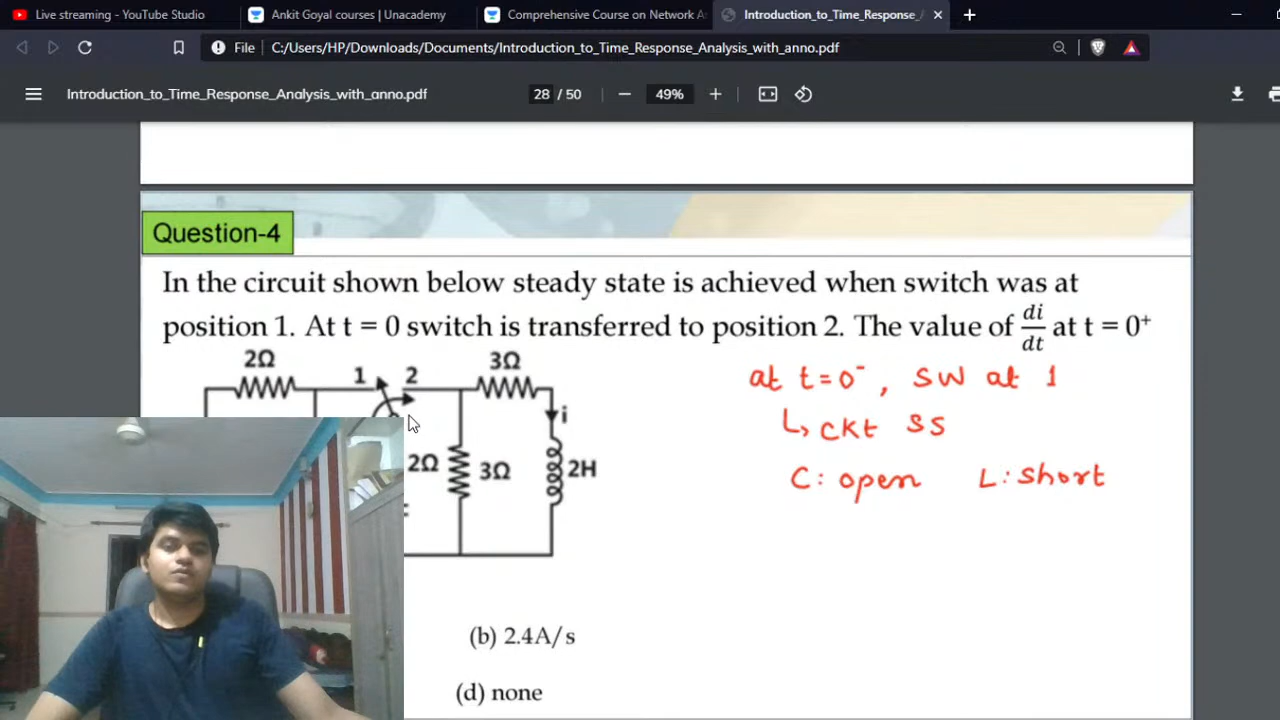 Live streaming - YouTube Studio
Ankit Goyal courses | Unacademy
Comprehensive Course on Network A
Introduction_to_Time_Response_
File C:/Users/HP/Downloads/Documents/Introduction_to_Time_Response_Analysis_with_anno.pdf
Introduction_to_Time_Response_Analysis_with_anno.pdf
28 / 50
49%
Question-4
In the circuit shown below steady state is achieved when switch was at
position 1. At t = 0 switch is transferred to position 2. The value of di/dt at t = 0⁺
2Ω
1
2
3Ω
i
2Ω
3Ω
2H
at t=0⁻, SW at 1
↳ ckt SS
C: open L: short
(b) 2.4A/s
(d) none